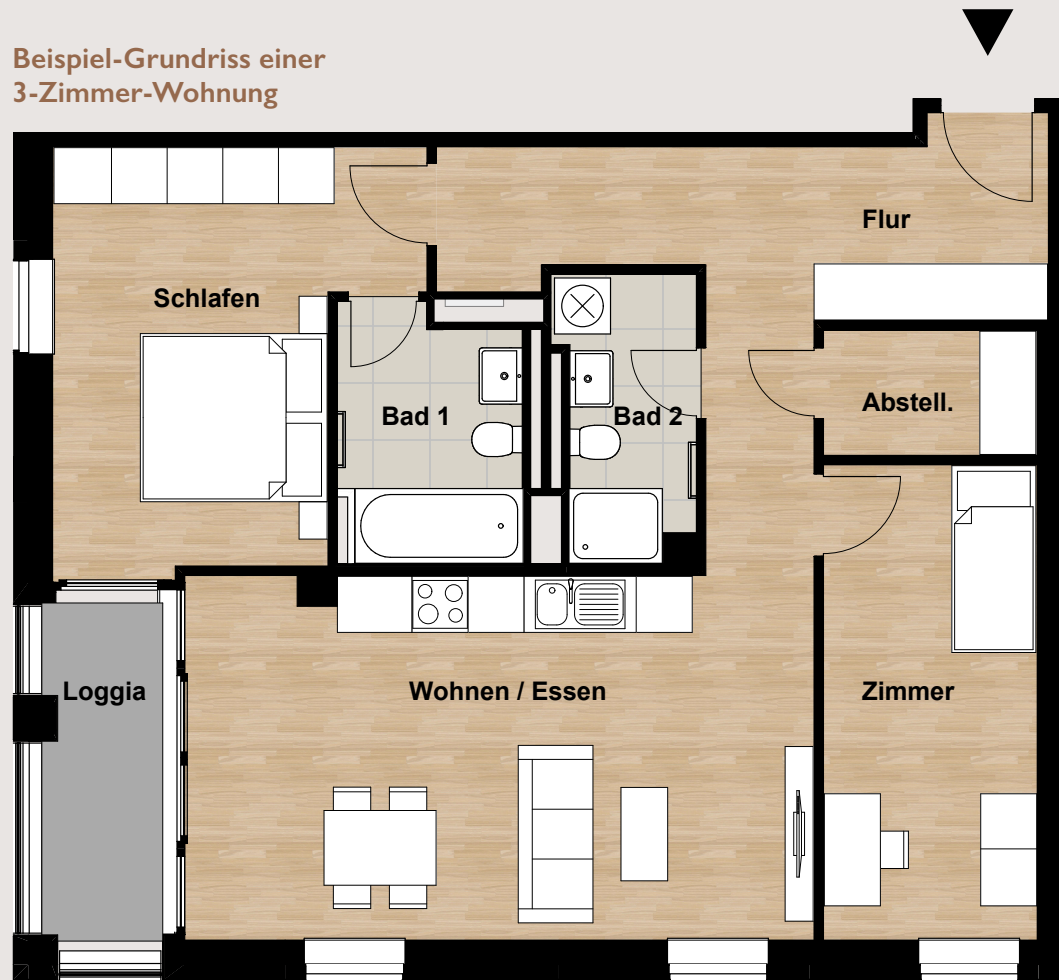 Beispiel-Grundriss einer
3-Zimmer-Wohnung
Flur
Schlafen
Bad 1
Bad 2
Abstell.
Loggia
Wohnen / Essen
Zimmer